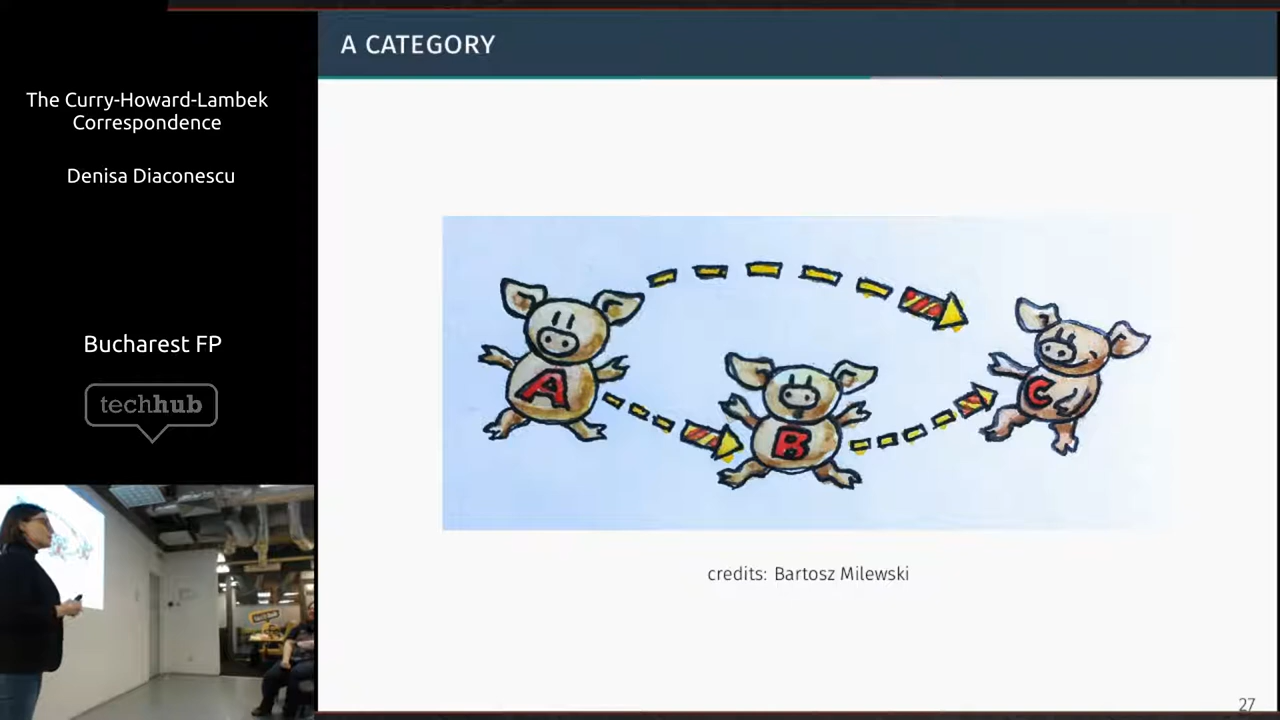 The Curry-Howard-Lambek
Correspondence
Denisa Diaconescu
Bucharest FP
techhub
A CATEGORY
A
B
C
credits: Bartosz Milewski
27